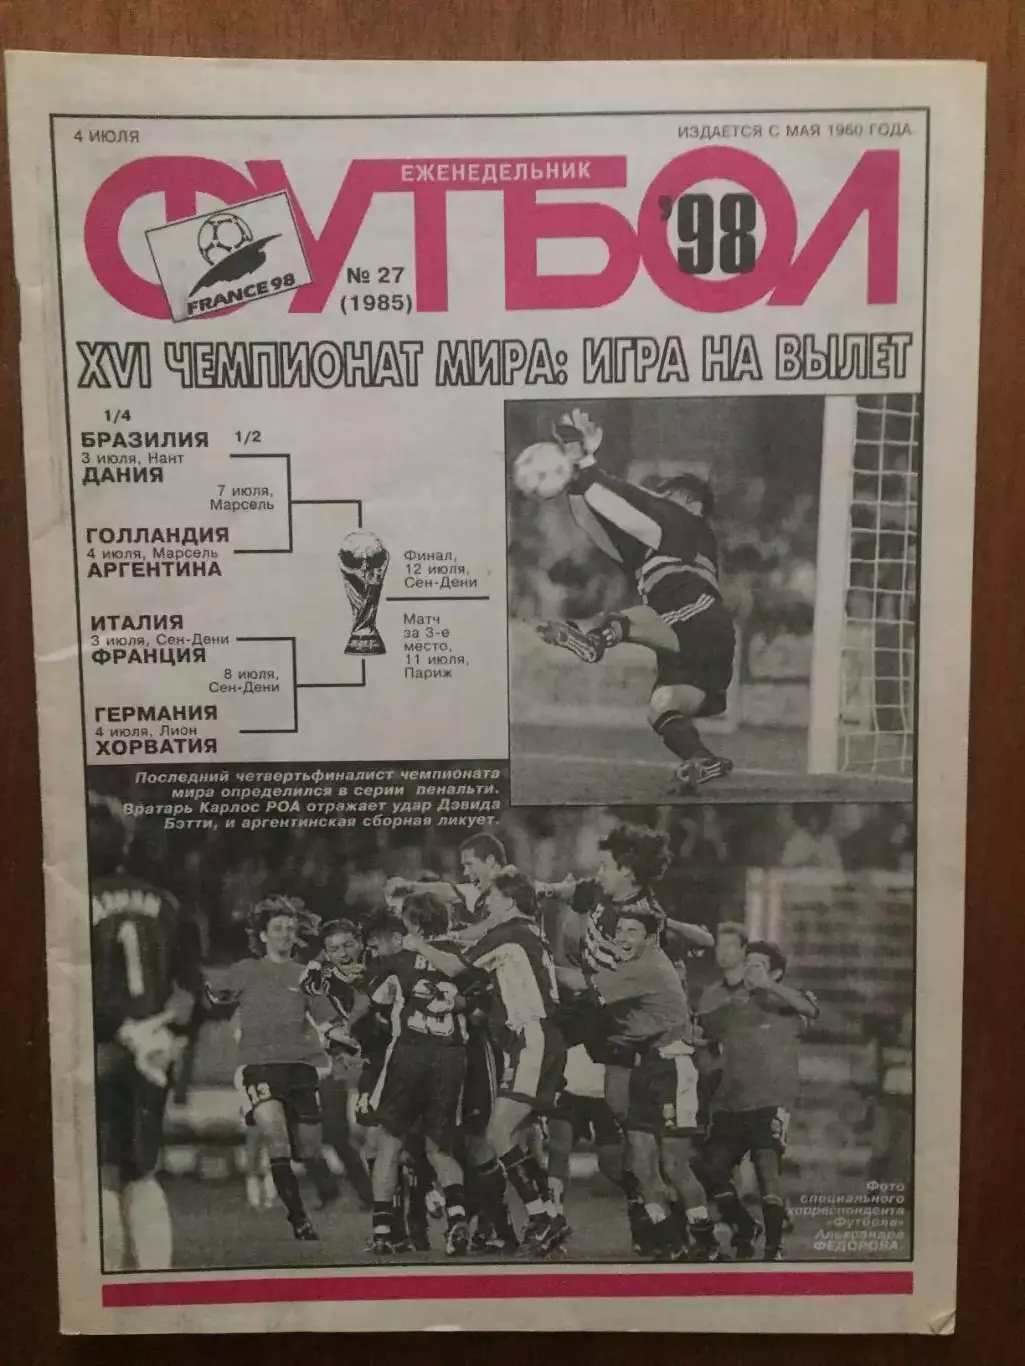 4 ИЮЛЯ
ИЗДАЕТСЯ С МАЯ 1960 ГОДА
ЕЖЕНЕДЕЛЬНИК
ФУТБОЛ
'98
FRANCE 98
№ 27
(1985)
XVI ЧЕМПИОНАТ МИРА: ИГРА НА ВЫЛЕТ
1/4
БРАЗИЛИЯ
3 июля, Нант
ДАНИЯ
1/2
7 июля,
Марсель
ГОЛЛАНДИЯ
4 июля, Марсель
АРГЕНТИНА
Финал,
12 июля,
Сен-Дени
ИТАЛИЯ
3 июля, Сен-Дени
ФРАНЦИЯ
Матч
за 3-е
место,
11 июля,
Париж
8 июля,
Сен-Дени
ГЕРМАНИЯ
4 июля, Лион
ХОРВАТИЯ
Последний четвертьфиналист чемпионата
мира определился в серии пенальти.
Вратарь Карлос РОА отражает удар Дэвида
Бэтти, и аргентинская сборная ликует.
1
13
Фото
специального
корреспондента
«Футбола»
Александра
ФЕДОРОВА.